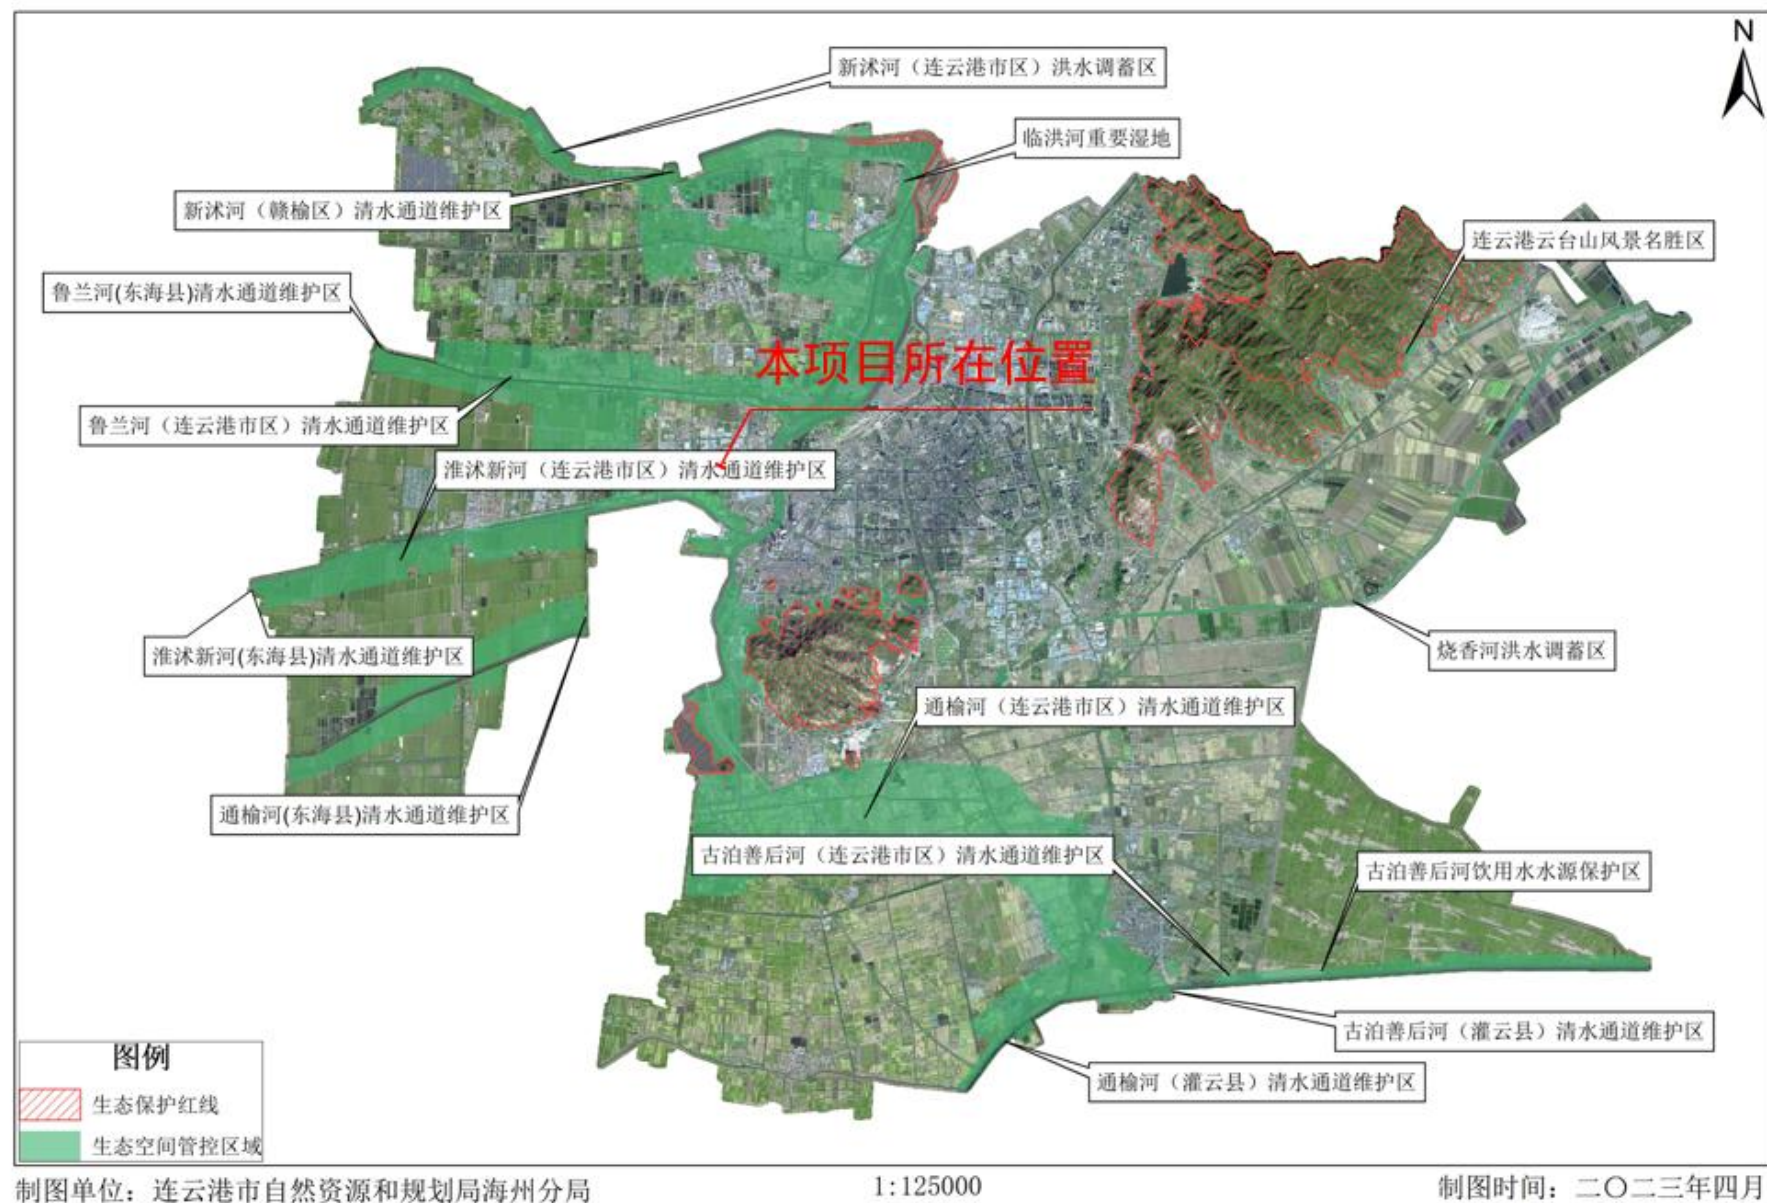 N
新沭河（连云港市区）洪水调蓄区
临洪河重要湿地
新沭河（赣榆区）清水通道维护区
连云港云台山风景名胜区
鲁兰河(东海县)清水通道维护区
本项目所在位置
鲁兰河（连云港市区）清水通道维护区
淮沭新河（连云港市区）清水通道维护区
淮沭新河(东海县)清水通道维护区
烧香河洪水调蓄区
通榆河（连云港市区）清水通道维护区
通榆河(东海县)清水通道维护区
古泊善后河（连云港市区）清水通道维护区
古泊善后河饮用水水源保护区
古泊善后河（灌云县）清水通道维护区
通榆河（灌云县）清水通道维护区
图例
生态保护红线
生态空间管控区域
制图单位：连云港市自然资源和规划局海州分局
1:125000
制图时间：二〇二三年四月